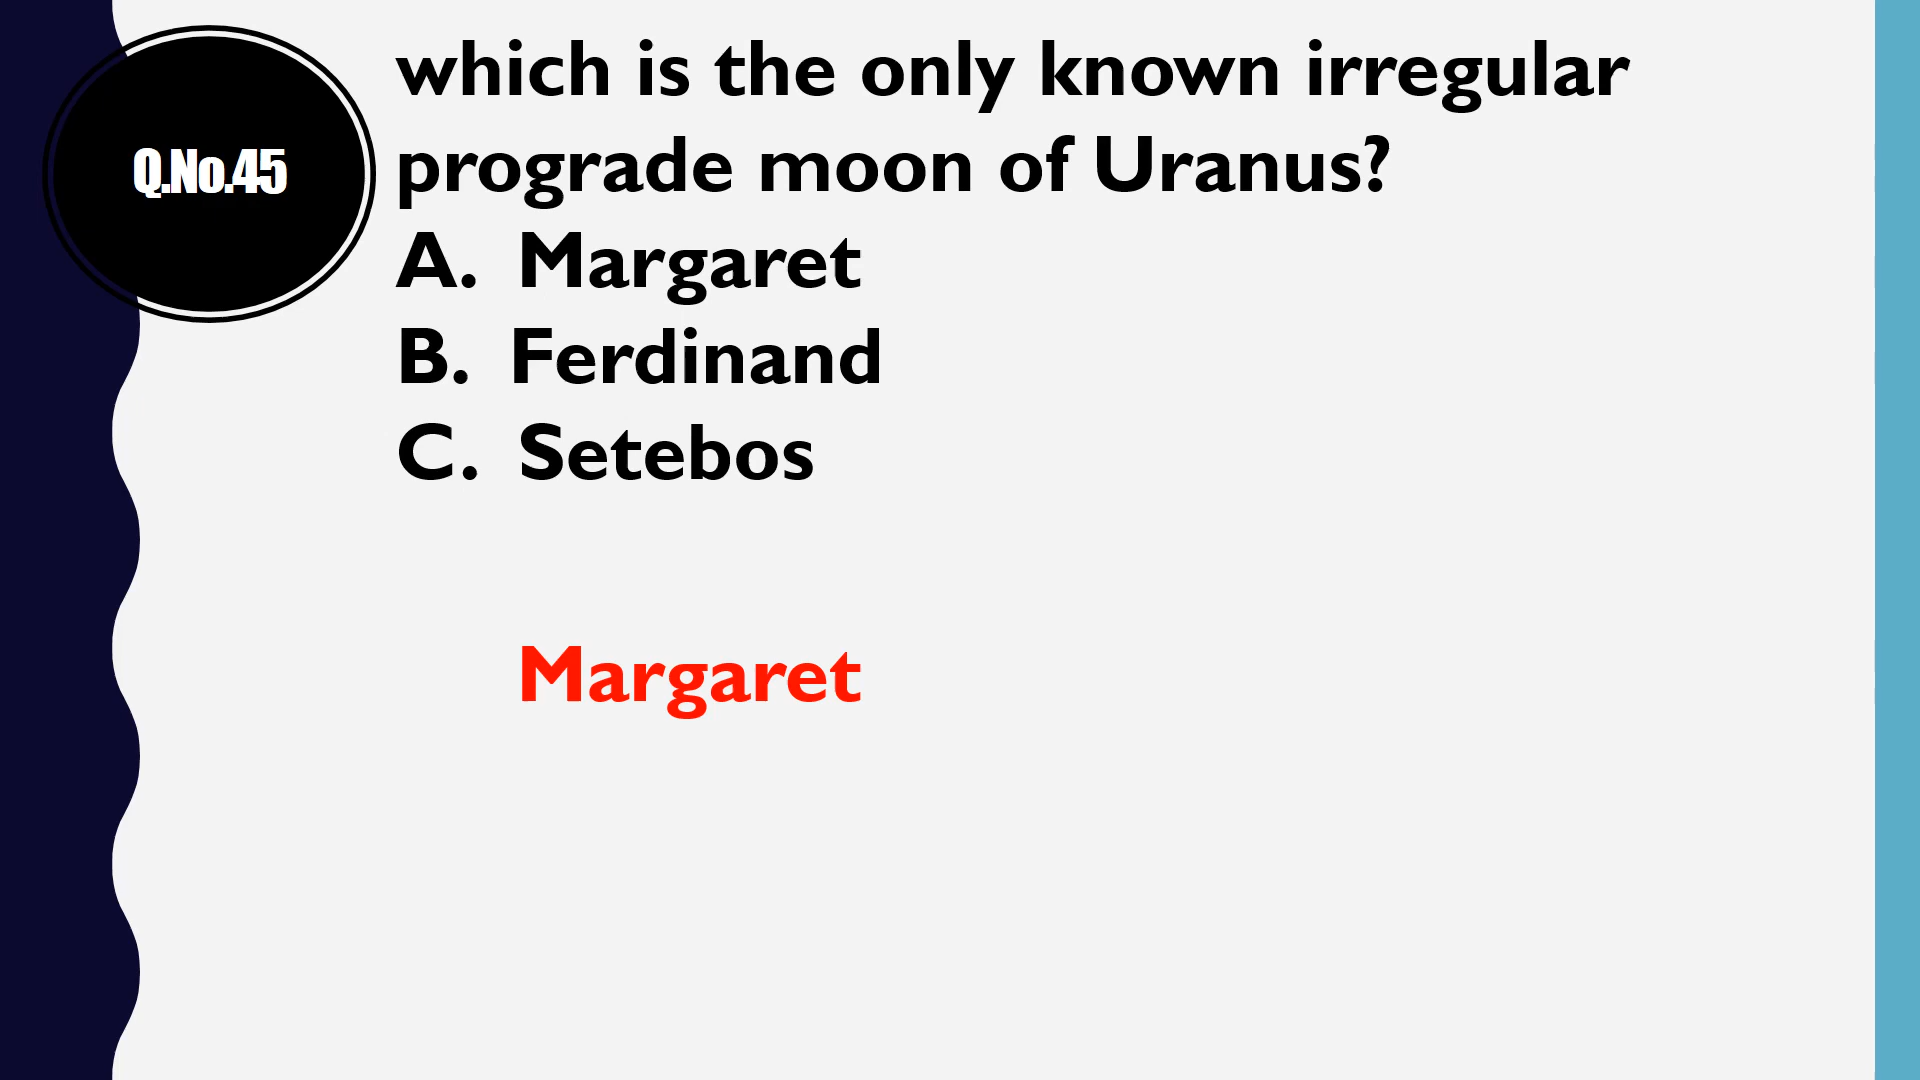 Q.No.45
which is the only known irregular
prograde moon of Uranus?
A. Margaret
B. Ferdinand
C. Setebos
Margaret